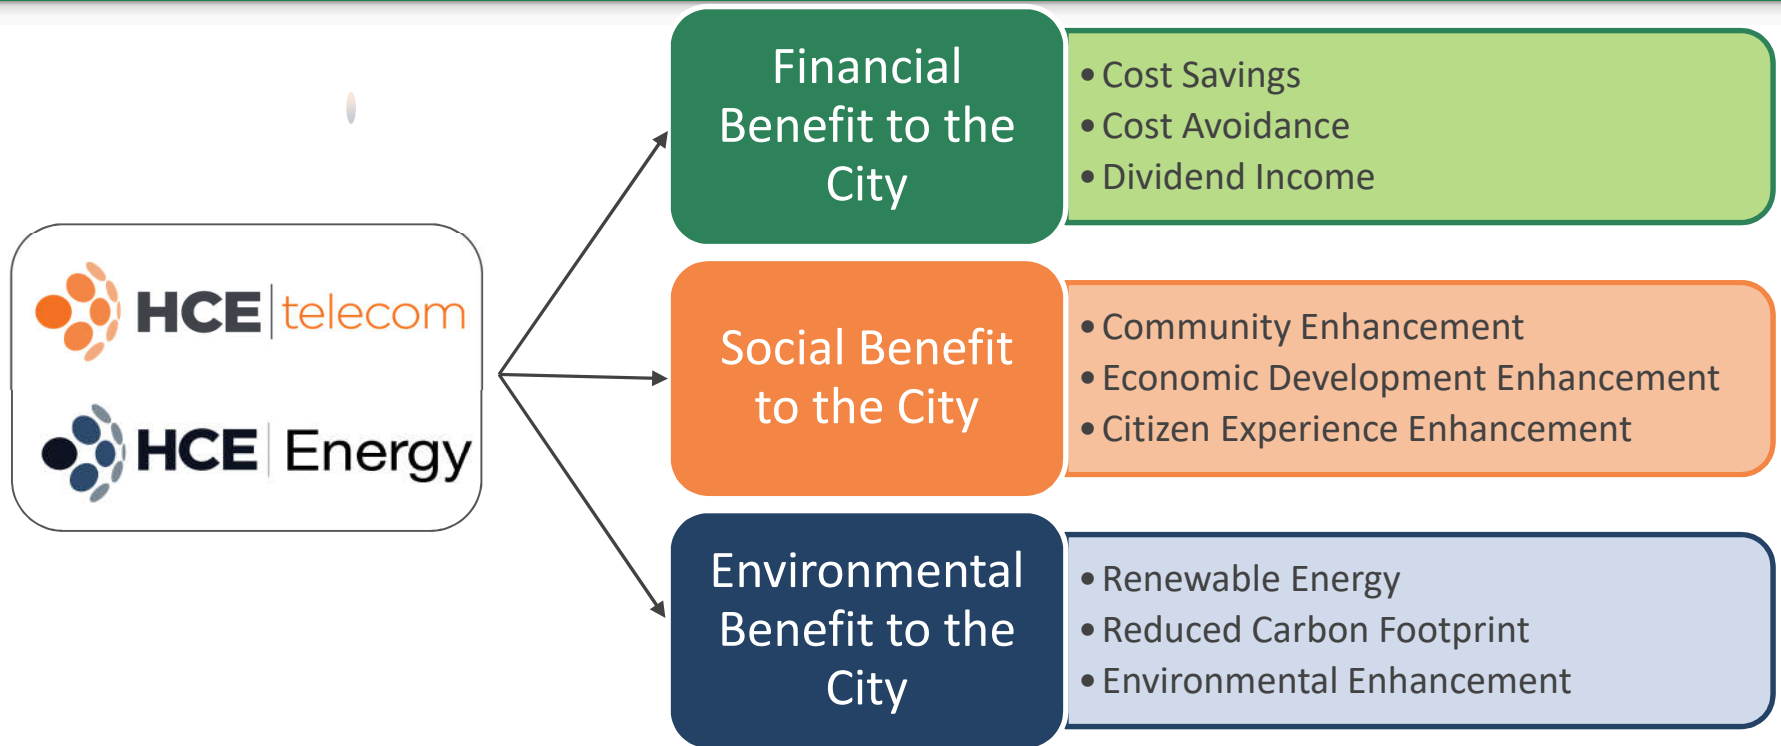 HCE telecom
HCE Energy
Financial
Benefit to the
City
• Cost Savings
• Cost Avoidance
• Dividend Income
Social Benefit
to the City
• Community Enhancement
• Economic Development Enhancement
• Citizen Experience Enhancement
Environmental
Benefit to the
City
• Renewable Energy
• Reduced Carbon Footprint
• Environmental Enhancement